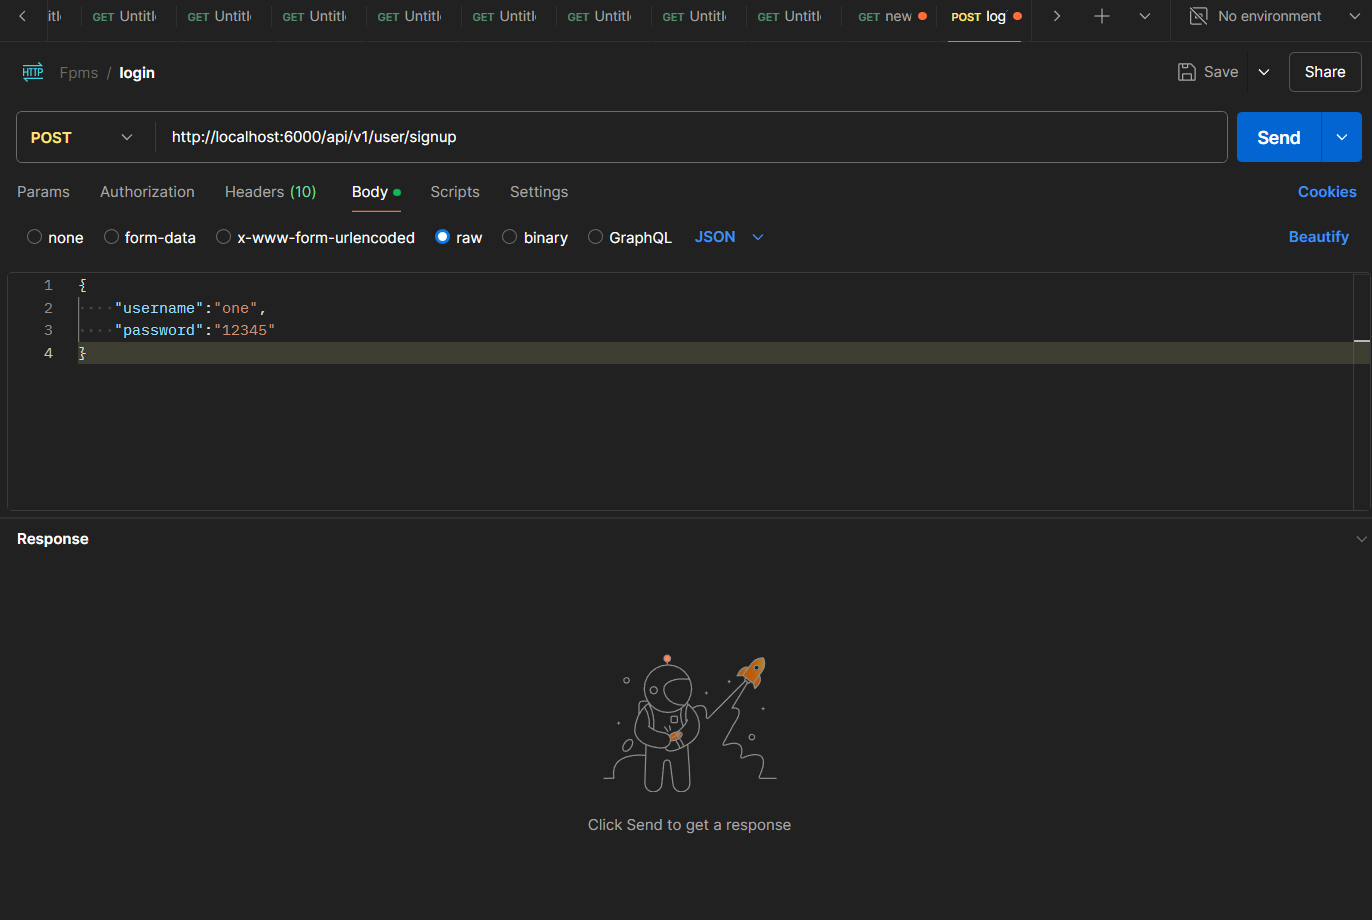 itl GET Untitl GET Untitl GET Untitl GET Untitl GET Untitl GET Untitl GET Untitl GET Untitl GET new POST log No environment
HTTP Fpms / login Save Share
POST http://localhost:6000/api/v1/user/signup Send
Params Authorization Headers (10) Body Scripts Settings Cookies
none form-data x-www-form-urlencoded raw binary GraphQL JSON Beautify
1 {
2 "username":"one",
3 "password":"12345"
4 }
Response
Click Send to get a response